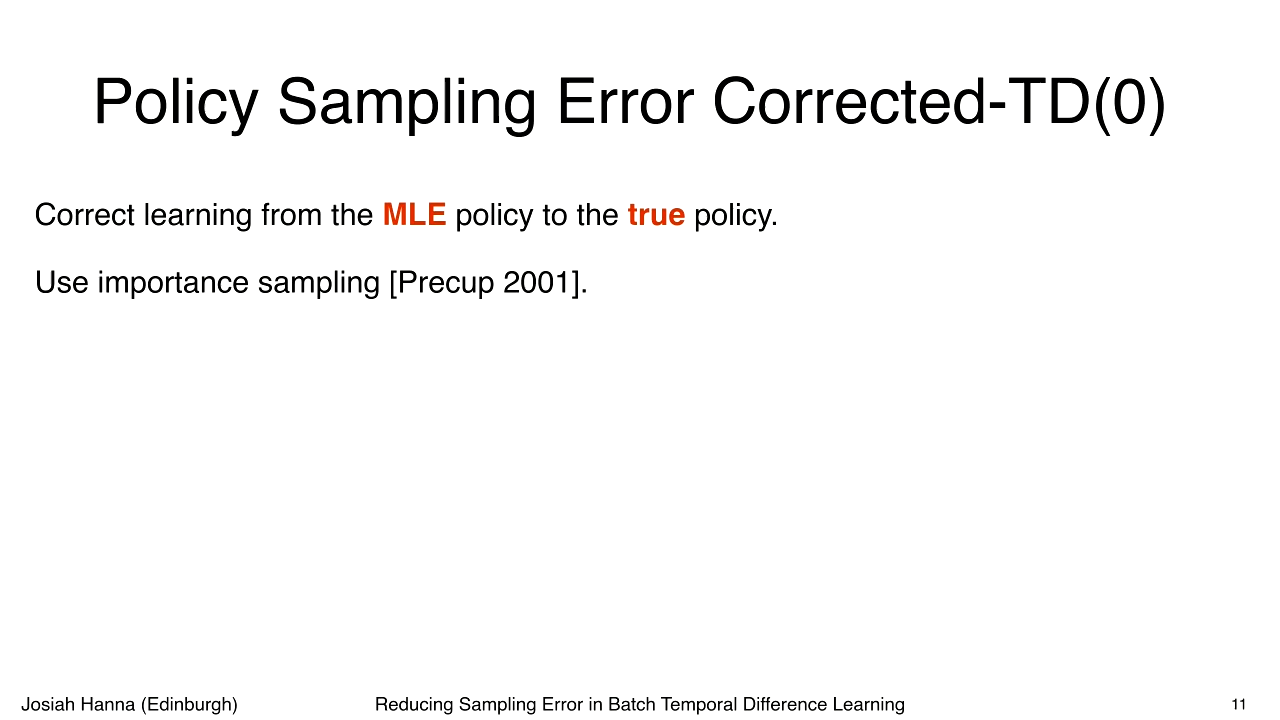 Policy Sampling Error Corrected-TD(0)
Correct learning from the MLE policy to the true policy.
Use importance sampling [Precup 2001].
Josiah Hanna (Edinburgh)
Reducing Sampling Error in Batch Temporal Difference Learning
11